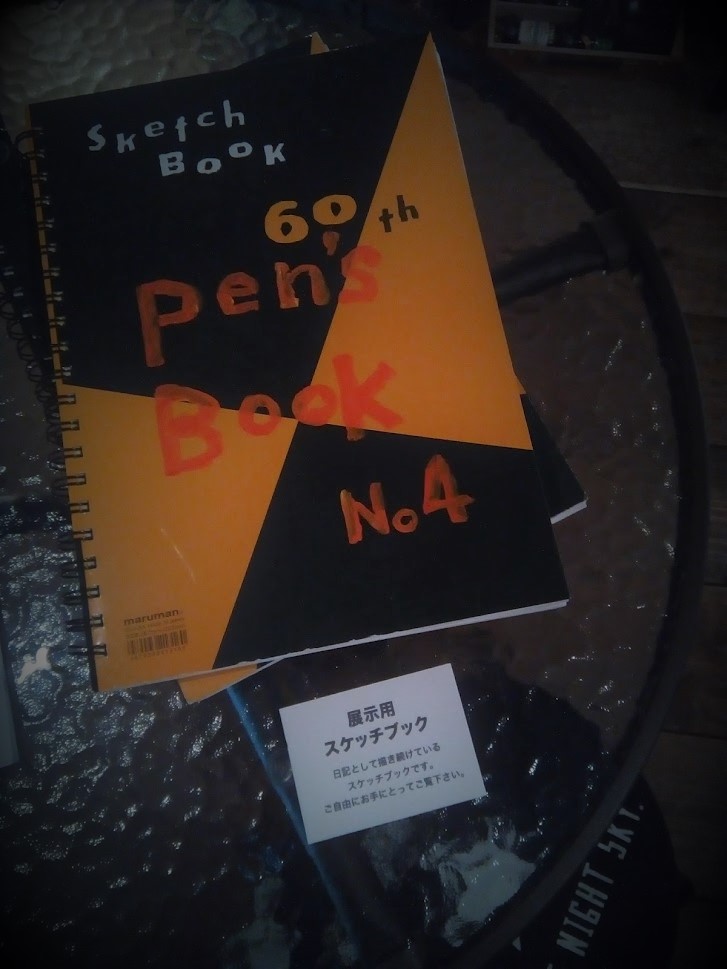 Sketch
Book
60th
Pen's
Book
No.4
maruman
展示用
スケッチブック
日記として描き続けている
スケッチブックです。
ご自由にお手にとってご覧下さい。
NIGHT SKY.